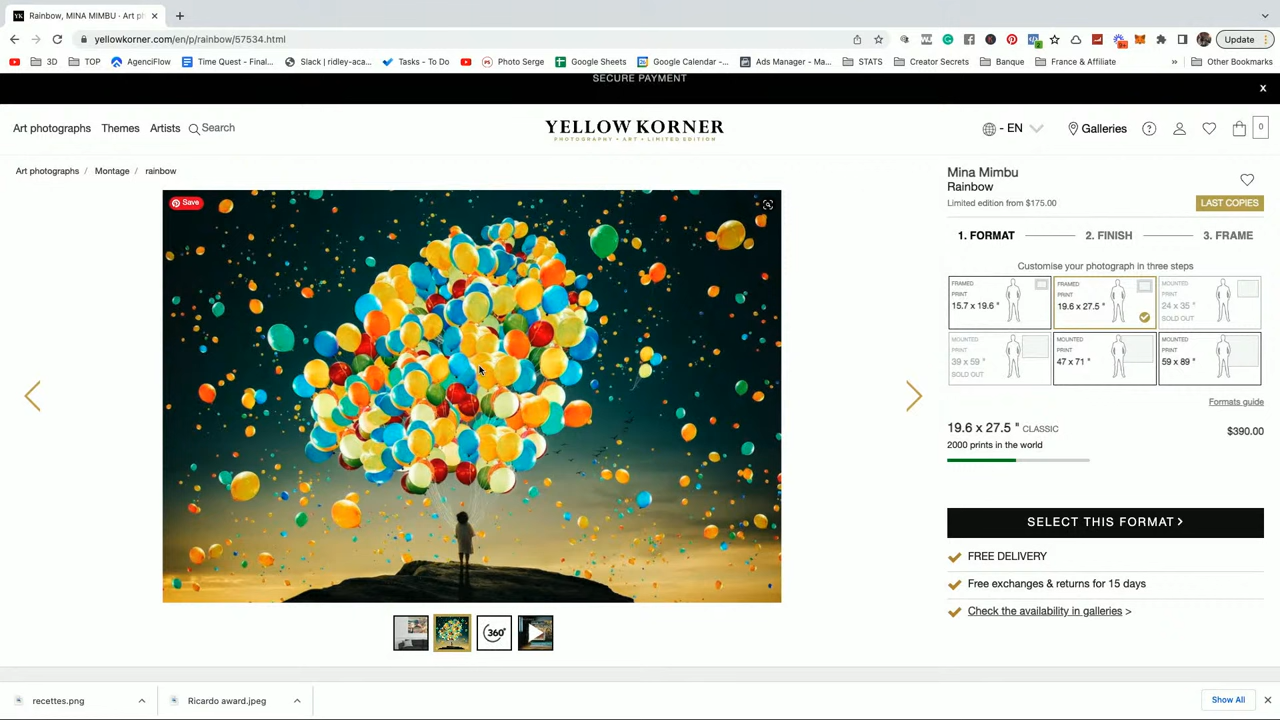 YK Rainbow, MINA MIMBU - Art ph
yellowkorner.com/en/p/rainbow/57534.html
Update
3D
TOP
AgenciFlow
Time Quest - Final...
Slack | ridley-aca...
Tasks - To Do
Photo Serge
Google Sheets
Google Calendar -...
Ads Manager - Ma...
STATS
Creator Secrets
Banque
France & Affiliate
»
Other Bookmarks
SECURE PAYMENT
x
Art photographs
Themes
Artists
Search
YELLOW KORNER
PHOTOGRAPHY • ART • LIMITED EDITION
- EN
Galleries
0
Art photographs / Montage / rainbow
Save
Mina Mimbu
Rainbow
Limited edition from $175.00
LAST COPIES
1. FORMAT
2. FINISH
3. FRAME
Customise your photograph in three steps
FRAMED
PRINT
15.7 x 19.6 "
FRAMED
PRINT
19.6 x 27.5 "
MOUNTED
PRINT
24 x 35 "
SOLD OUT
MOUNTED
PRINT
39 x 59 "
SOLD OUT
MOUNTED
PRINT
47 x 71 "
MOUNTED
PRINT
59 x 89 "
Formats guide
19.6 x 27.5 " CLASSIC
$390.00
2000 prints in the world
SELECT THIS FORMAT >
FREE DELIVERY
Free exchanges & returns for 15 days
Check the availability in galleries >
360°
recettes.png
Ricardo award.jpeg
Show All